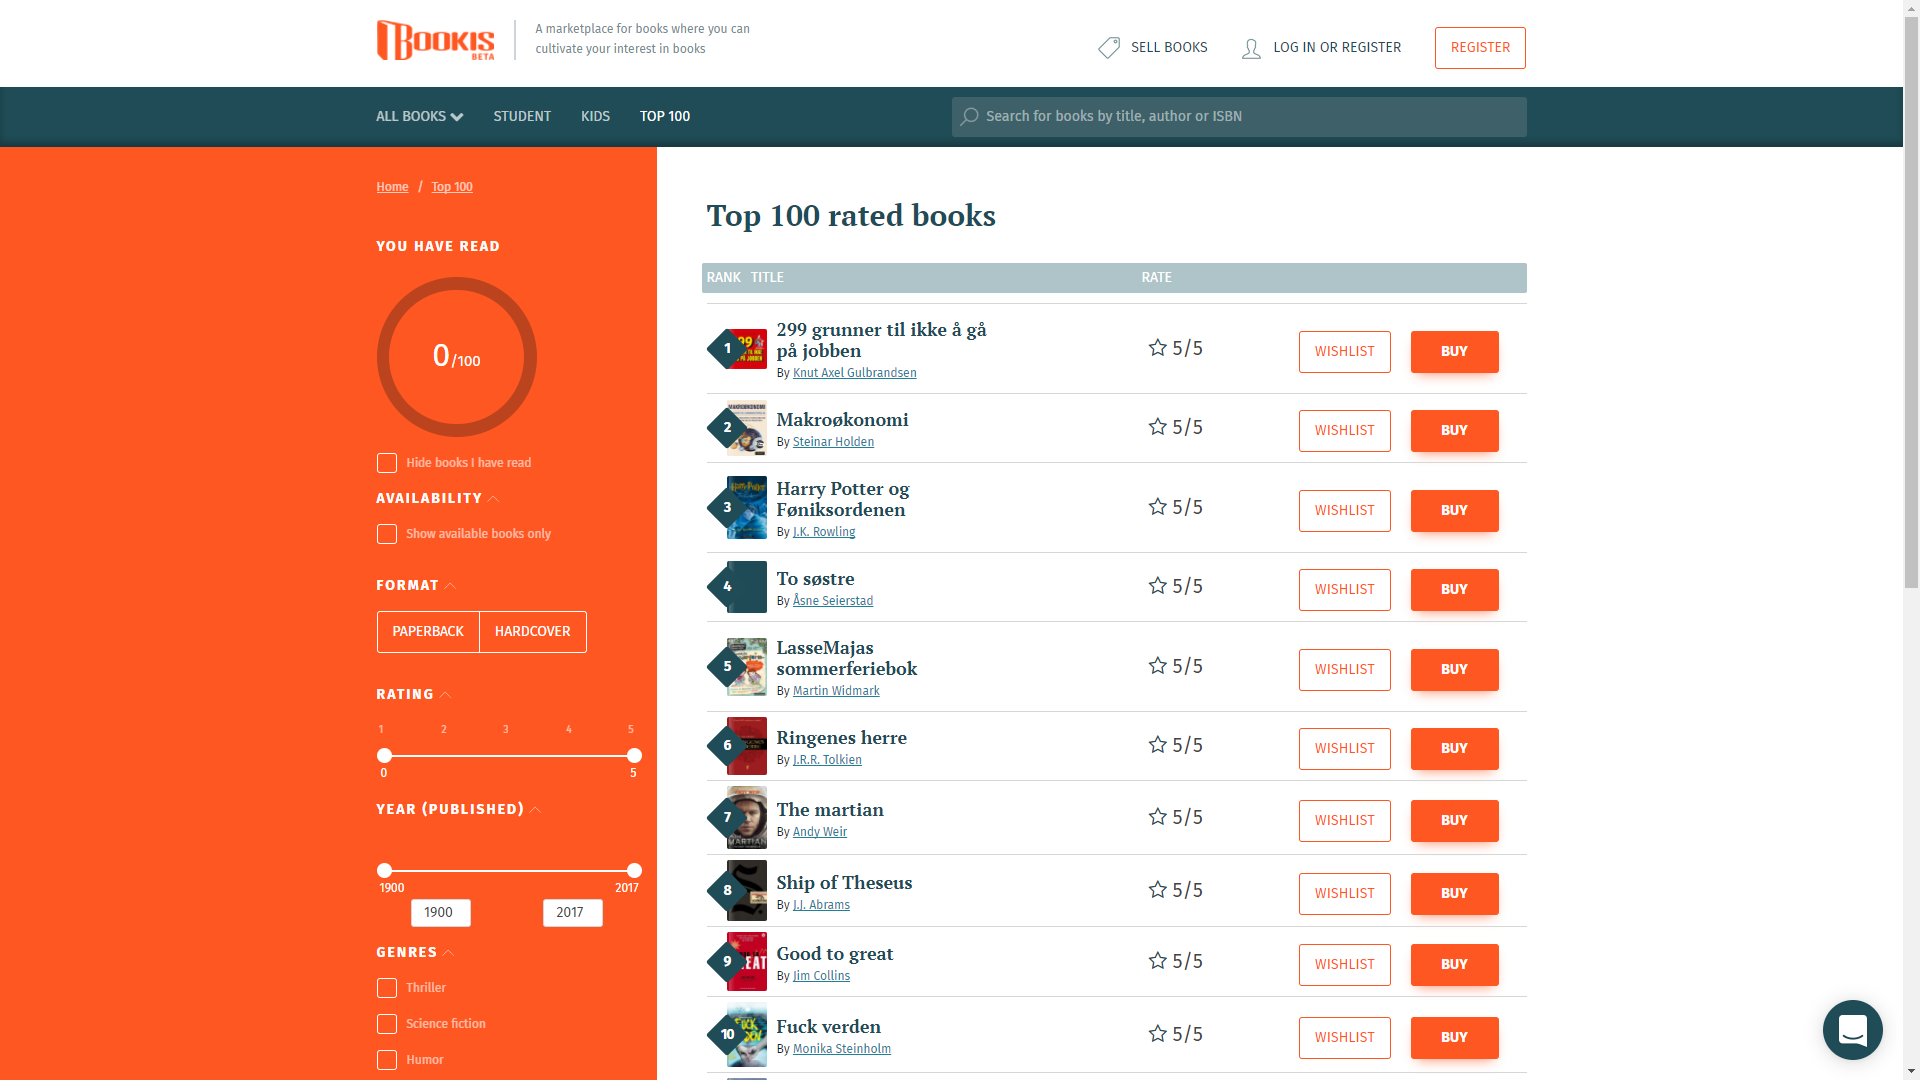 BOOKIS
BETA
A marketplace for books where you can
cultivate your interest in books
SELL BOOKS
LOG IN OR REGISTER
REGISTER
ALL BOOKS
STUDENT
KIDS
TOP 100
Search for books by title, author or ISBN
Home / Top 100
YOU HAVE READ
0/100
Hide books I have read
AVAILABILITY
Show available books only
FORMAT
PAPERBACK
HARDCOVER
RATING
1 2 3 4 5
0 5
YEAR (PUBLISHED)
1900 2017
1900 2017
GENRES
Thriller
Science fiction
Humor
Top 100 rated books
RANK TITLE RATE
1
299 grunner til ikke å gå
på jobben
By Knut Axel Gulbrandsen
5/5
WISHLIST
BUY
2
MAKROØKONOMI
Makroøkonomi
By Steinar Holden
5/5
WISHLIST
BUY
3
Harry Potter og
Føniksordenen
By J.K. Rowling
5/5
WISHLIST
BUY
4
To søstre
By Åsne Seierstad
5/5
WISHLIST
BUY
5
LasseMajas
sommerferiebok
By Martin Widmark
5/5
WISHLIST
BUY
6
Ringenes herre
By J.R.R. Tolkien
5/5
WISHLIST
BUY
7
MARTIAN
The martian
By Andy Weir
5/5
WISHLIST
BUY
8
Ship of Theseus
By J.J. Abrams
5/5
WISHLIST
BUY
9
Good to great
By Jim Collins
5/5
WISHLIST
BUY
10
Fuck verden
By Monika Steinholm
5/5
WISHLIST
BUY